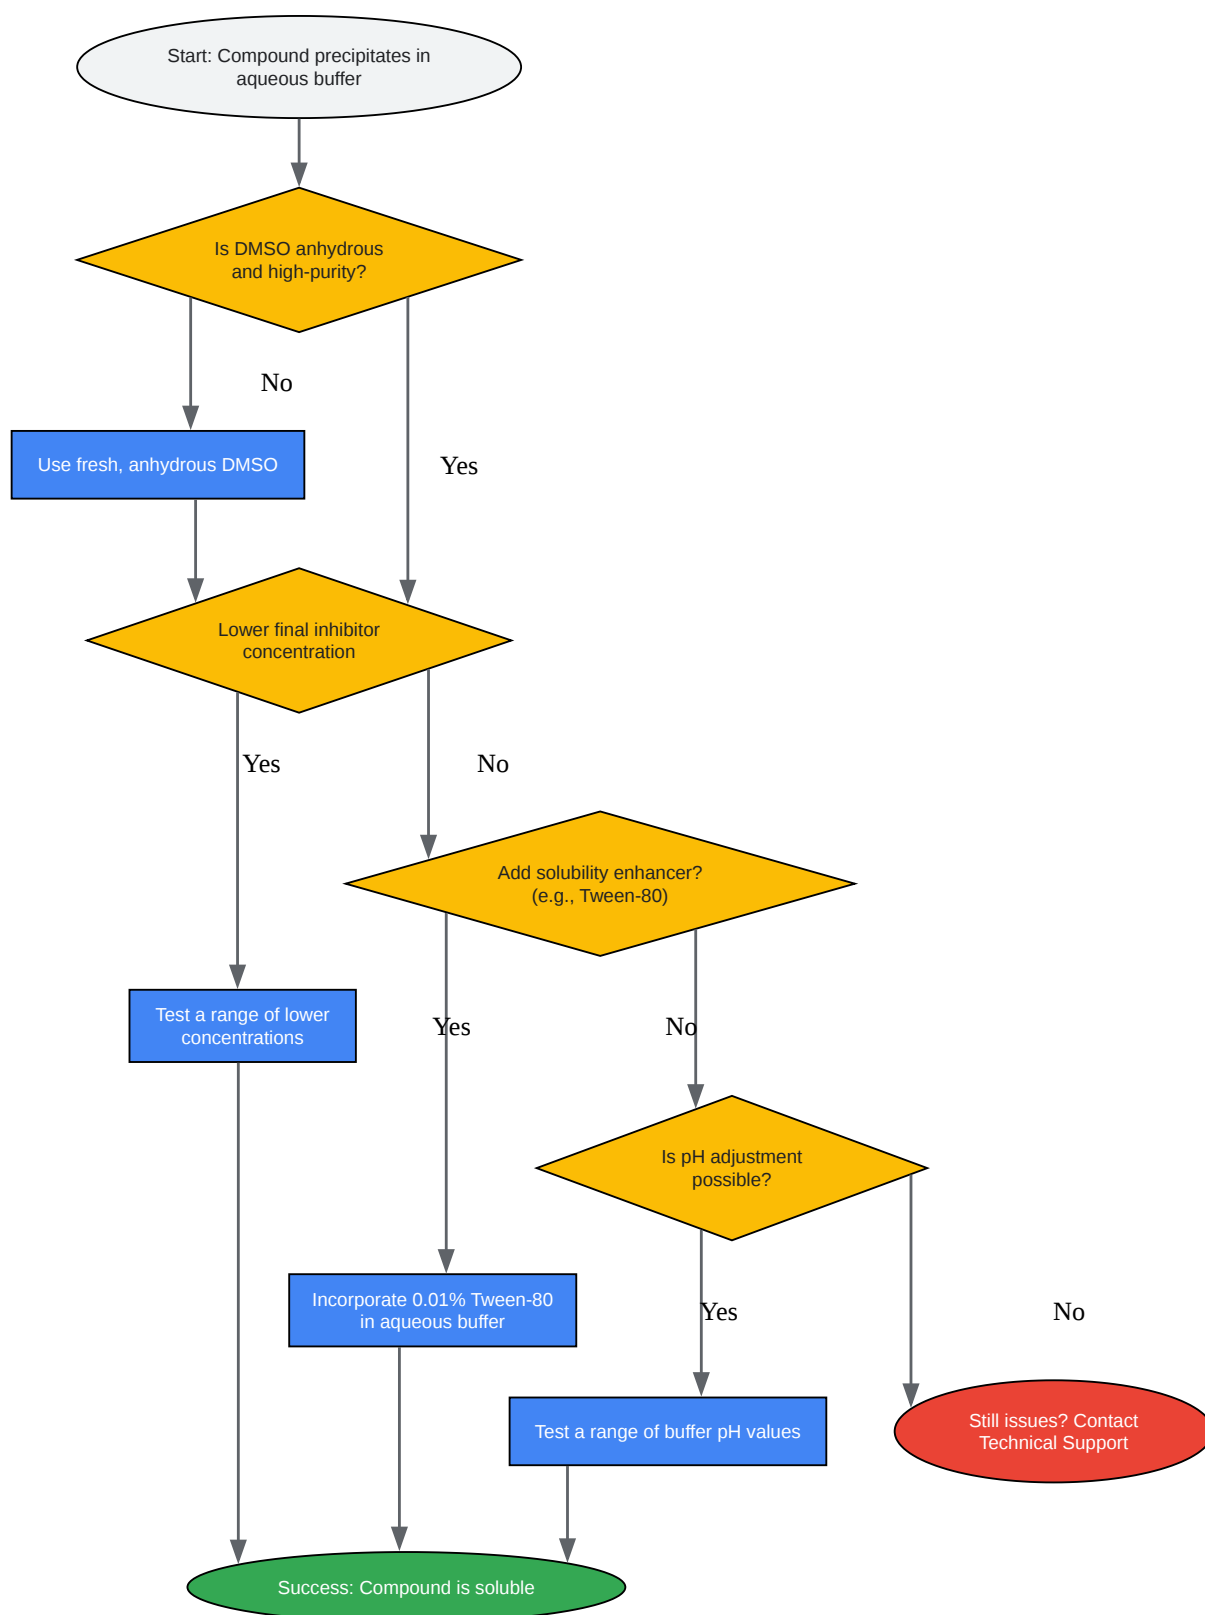 Start: Compound precipitates in
aqueous buffer
Is DMSO anhydrous
and high-purity?
No
Use fresh, anhydrous DMSO
Yes
Lower final inhibitor
concentration
Yes
No
Add solubility enhancer?
(e.g., Tween-80)
Test a range of lower
concentrations
Yes
No
Is pH adjustment
possible?
Incorporate 0.01% Tween-80
in aqueous buffer
Yes
No
Test a range of buffer pH values
Still issues? Contact
Technical Support
Success: Compound is soluble